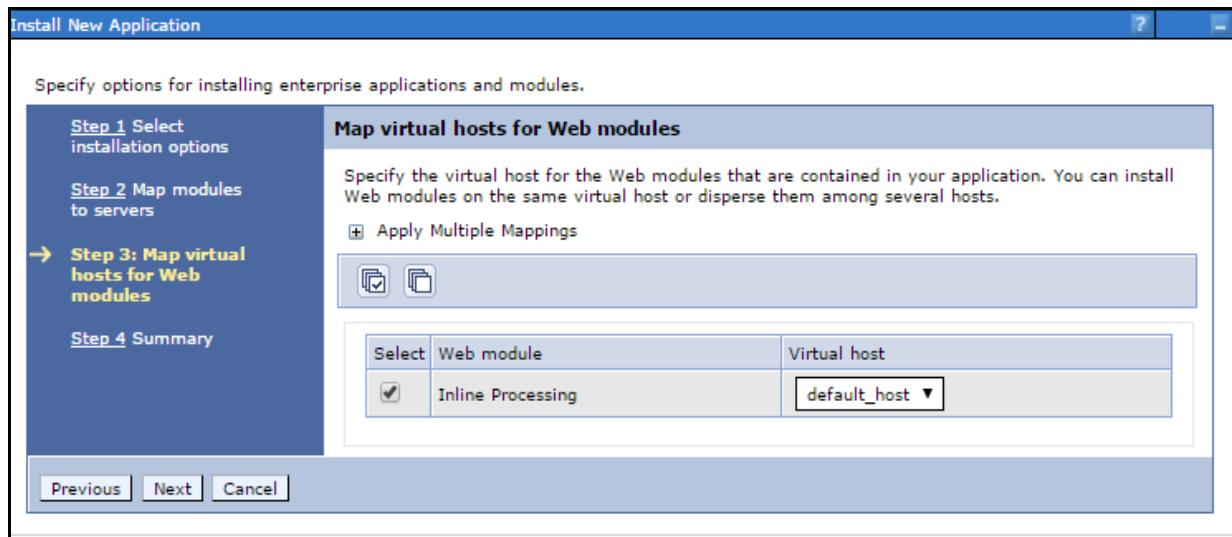 Install New Application
?
Specify options for installing enterprise applications and modules.
Step 1 Select
installation options
Step 2 Map modules
to servers
Step 3: Map virtual
hosts for Web
modules
Step 4 Summary
Map virtual hosts for Web modules
Specify the virtual host for the Web modules that are contained in your application. You can install
Web modules on the same virtual host or disperse them among several hosts.
Apply Multiple Mappings
Select Web module Virtual host
Inline Processing default_host
Previous Next Cancel